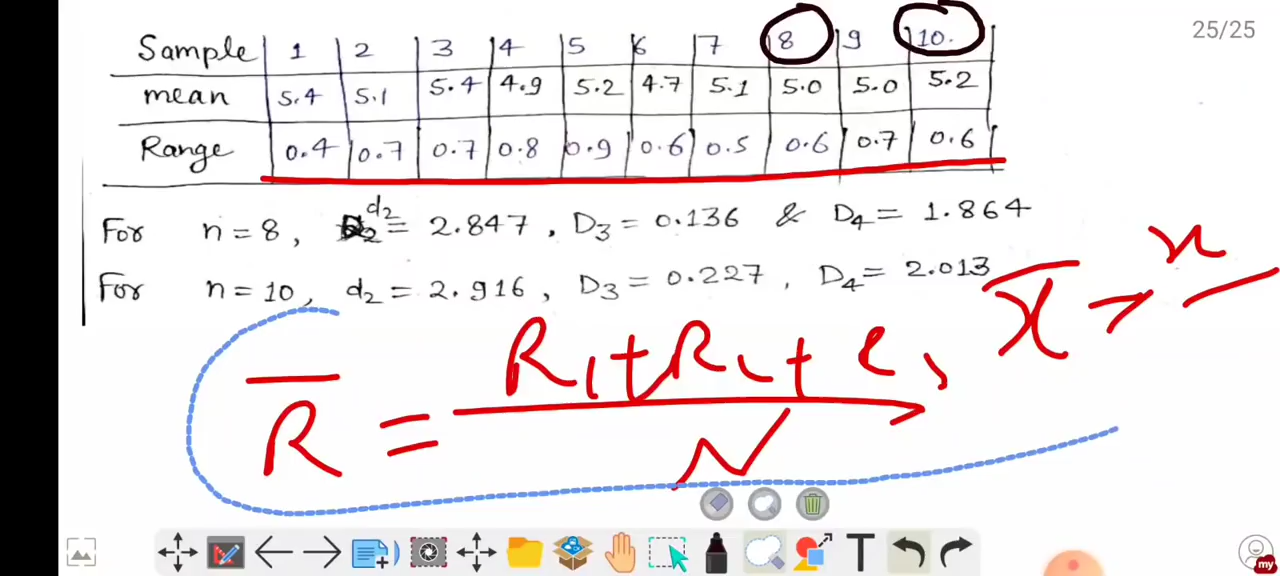 25/25
Sample 1 2 3 4 5 6 7 8 9 10.
mean 5.4 5.1 5.4 4.9 5.2 4.7 5.1 5.0 5.0 5.2
Range 0.4 0.7 0.7 0.8 0.9 0.6 0.5 0.6 0.7 0.6
For n = 8, d₂ = 2.847, D₃ = 0.136 & D₄ = 1.864
For n = 10, d₂ = 2.916, D₃ = 0.227, D₄ = 2.013
T
my